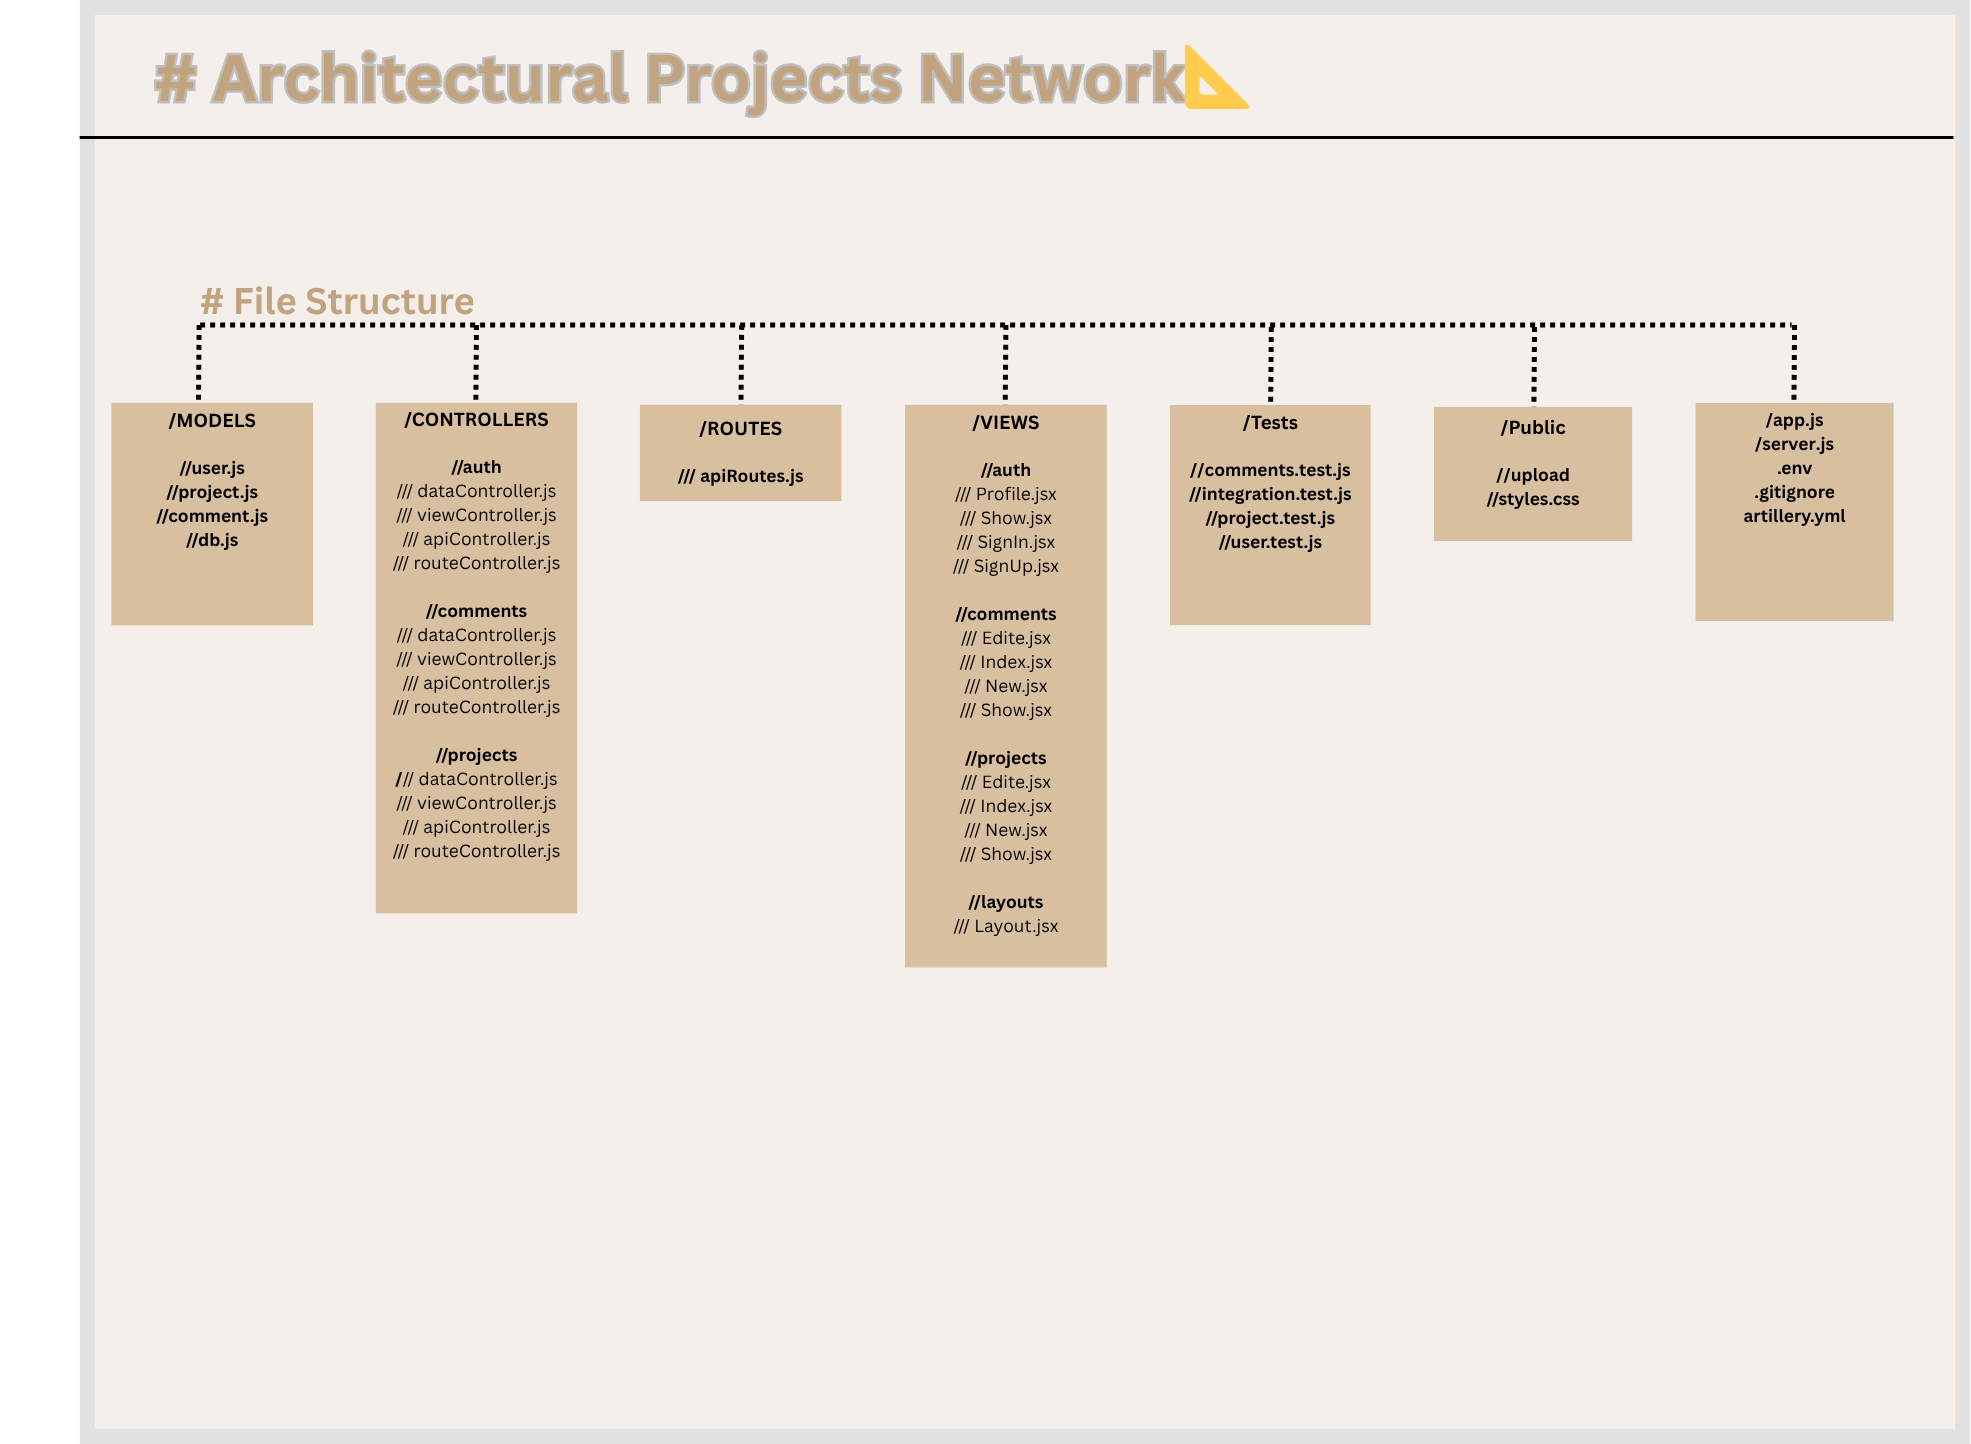 # Architectural Projects Network
# File Structure
/MODELS
//user.js
//project.js
//comment.js
//db.js
/CONTROLLERS
//auth
/// dataController.js
/// viewController.js
/// apiController.js
/// routeController.js
//comments
/// dataController.js
/// viewController.js
/// apiController.js
/// routeController.js
//projects
/// dataController.js
/// viewController.js
/// apiController.js
/// routeController.js
/ROUTES
/// apiRoutes.js
/VIEWS
//auth
/// Profile.jsx
/// Show.jsx
/// SignIn.jsx
/// SignUp.jsx
//comments
/// Edite.jsx
/// Index.jsx
/// New.jsx
/// Show.jsx
//projects
/// Edite.jsx
/// Index.jsx
/// New.jsx
/// Show.jsx
//layouts
/// Layout.jsx
/Tests
//comments.test.js
//integration.test.js
//project.test.js
//user.test.js
/Public
//upload
//styles.css
/app.js
/server.js
.env
.gitignore
artillery.yml